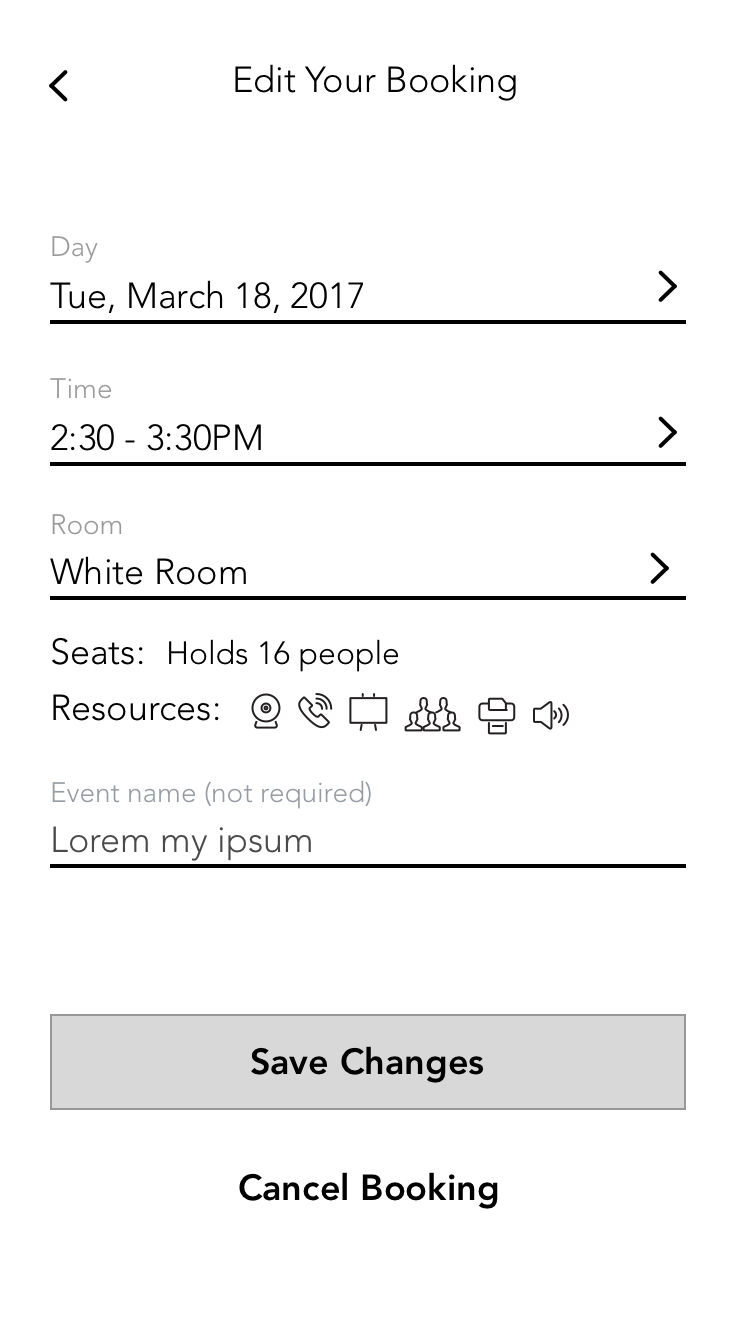 Edit Your Booking
Day
Tue, March 18, 2017
Time
2:30 - 3:30PM
Room
White Room
Seats: Holds 16 people
Resources:
Event name (not required)
Lorem my ipsum
Save Changes
Cancel Booking